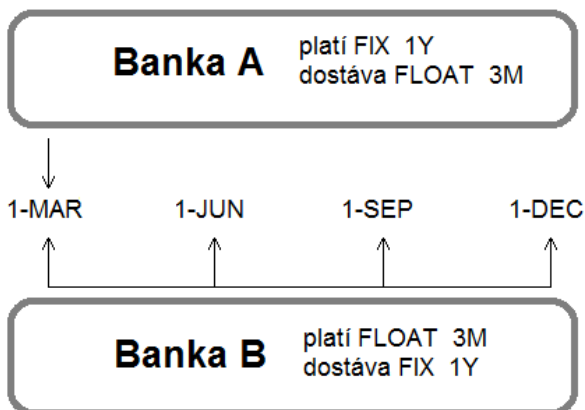 Banka A platí FIX 1Y
dostáva FLOAT 3M
1-MAR 1-JUN 1-SEP 1-DEC
Banka B platí FLOAT 3M
dostáva FIX 1Y